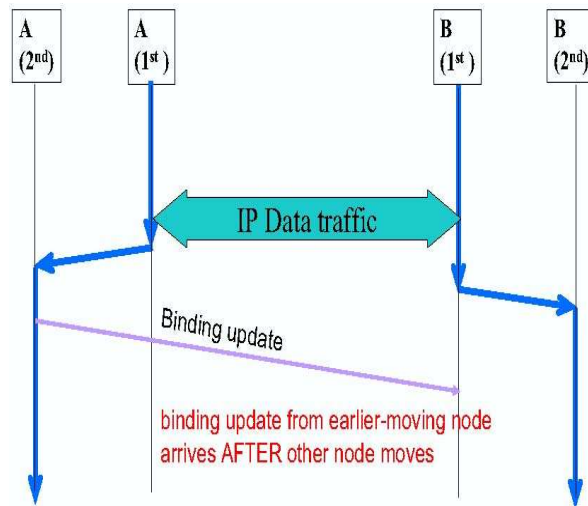 A
(2nd)
A
(1st )
B
(1st )
B
(2nd)
IP Data traffic
Binding update
binding update from earlier-moving node
arrives AFTER other node moves